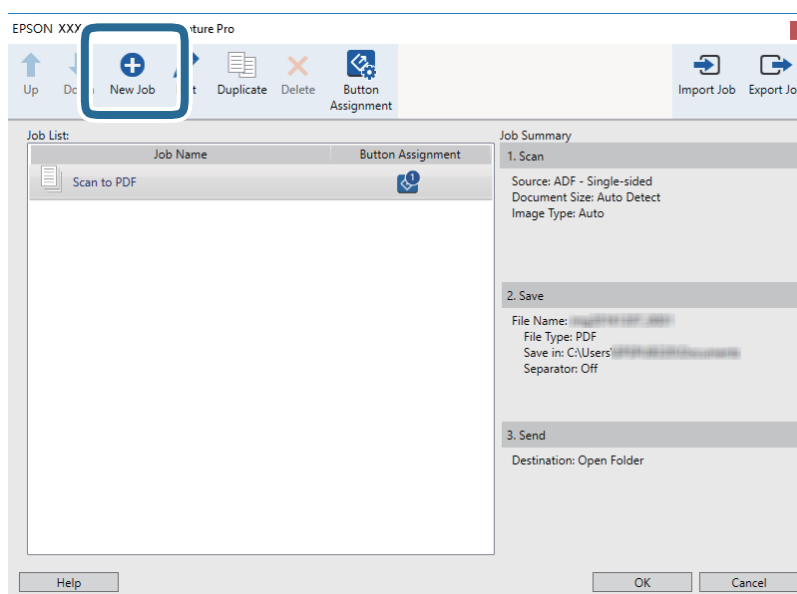 EPSON XXX ture Pro
Up
New Job
Duplicate
Delete
Button
Assignment
Import Job
Export Jo
Job List:
Job Name
Button Assignment
Scan to PDF
1
Job Summary
1. Scan
Source: ADF - Single-sided
Document Size: Auto Detect
Image Type: Auto
2. Save
File Name:
File Type: PDF
Save in: C:\Users\
Separator: Off
3. Send
Destination: Open Folder
Help
OK
Cancel